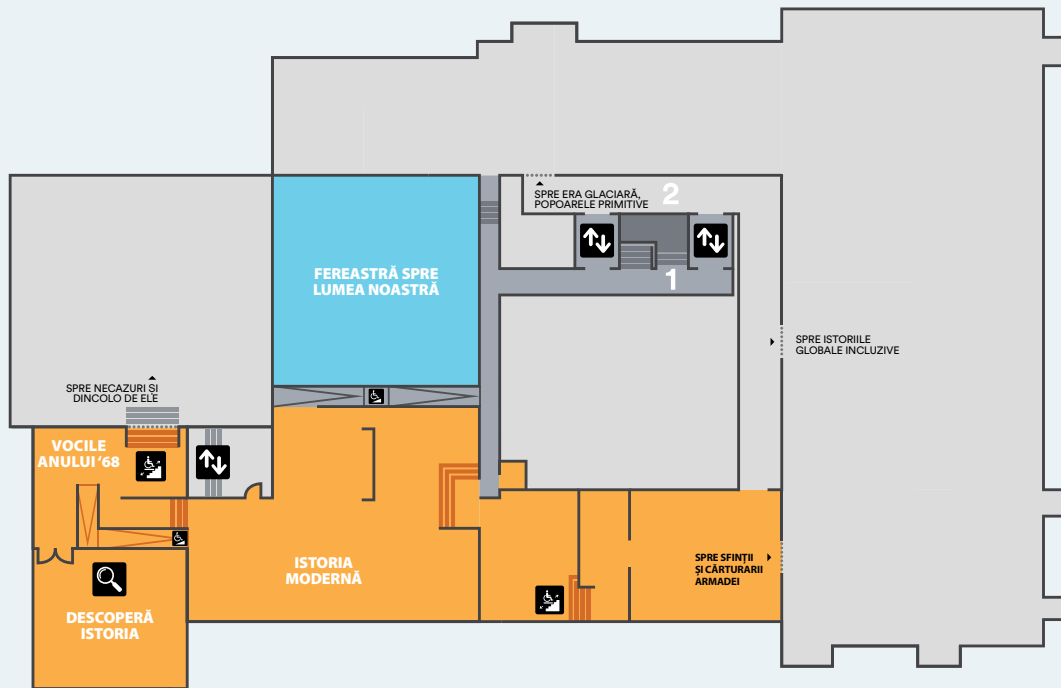 SPRE ERA GLACIARĂ,
POPOARELE PRIMITIVE
2
1
FEREASTRĂ SPRE
LUMEA NOASTRĂ
SPRE ISTORIILE
GLOBALE INCLUZIVE
SPRE NECAZURI ȘI
DINCOLO DE ELE
VOCILE
ANULUI ‘68
ISTORIA
MODERNĂ
SPRE SFINȚII
ȘI CĂRTURARII
ARMADEI
DESCOPERĂ
ISTORIA